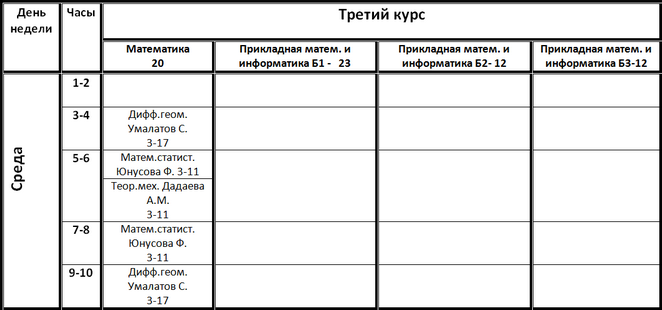 День
недели
Часы
Третий курс
Математика
20
Прикладная матем. и
информатика Б1 - 23
Прикладная матем. и
информатика Б2- 12
Прикладная матем. и
информатика Б3-12
Среда
1-2
3-4
Дифф.геом.
Умалатов С.
3-17
5-6
Матем.статист.
Юнусова Ф. 3-11
Теор.мех. Дадаева
А.М.
3-11
7-8
Матем.статист.
Юнусова Ф.
3-11
9-10
Дифф.геом.
Умалатов С.
3-17